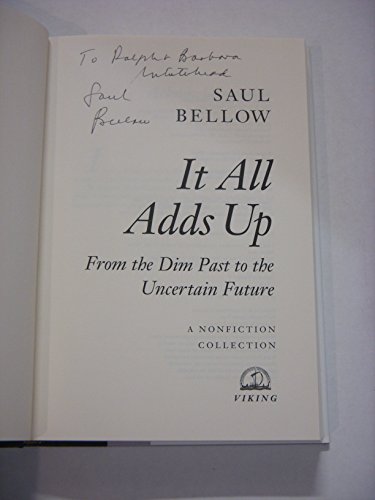 To Ralph & Barbara
Whitehead
Saul
Bellow
SAUL
BELLOW
It All
Adds Up
From the Dim Past to the
Uncertain Future
A NONFICTION
COLLECTION
VIKING